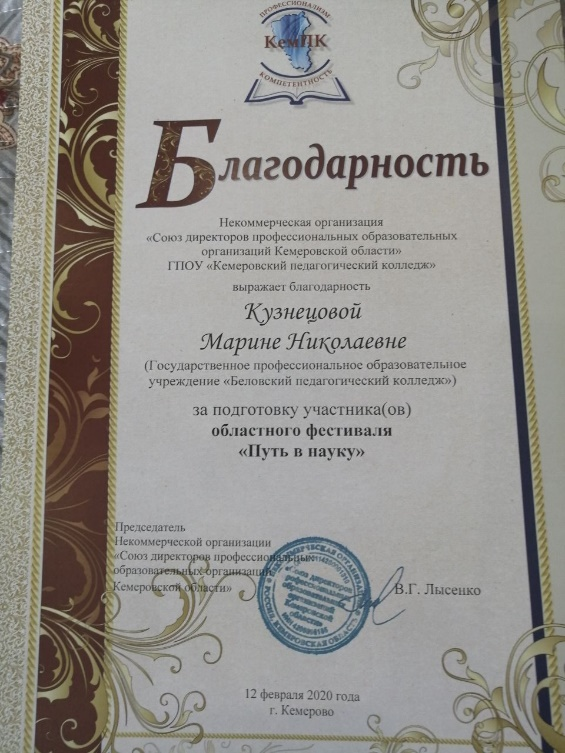 ПРОФЕССИОНАЛИЗМ
КемПК
КОМПЕТЕНТНОСТЬ
Благодарность
Некоммерческая организация
«Союз директоров профессиональных образовательных
организаций Кемеровской области»
ГПОУ «Кемеровский педагогический колледж»
выражает благодарность
Кузнецовой
Марине Николаевне
(Государственное профессиональное образовательное
учреждение «Беловский педагогический колледж»)
за подготовку участника(ов)
областного фестиваля
«Путь в науку»
Председатель
Некоммерческой организации
«Союз директоров профессиональных
образовательных организаций
Кемеровской области»
В.Г. Лысенко
12 февраля 2020 года
г. Кемерово